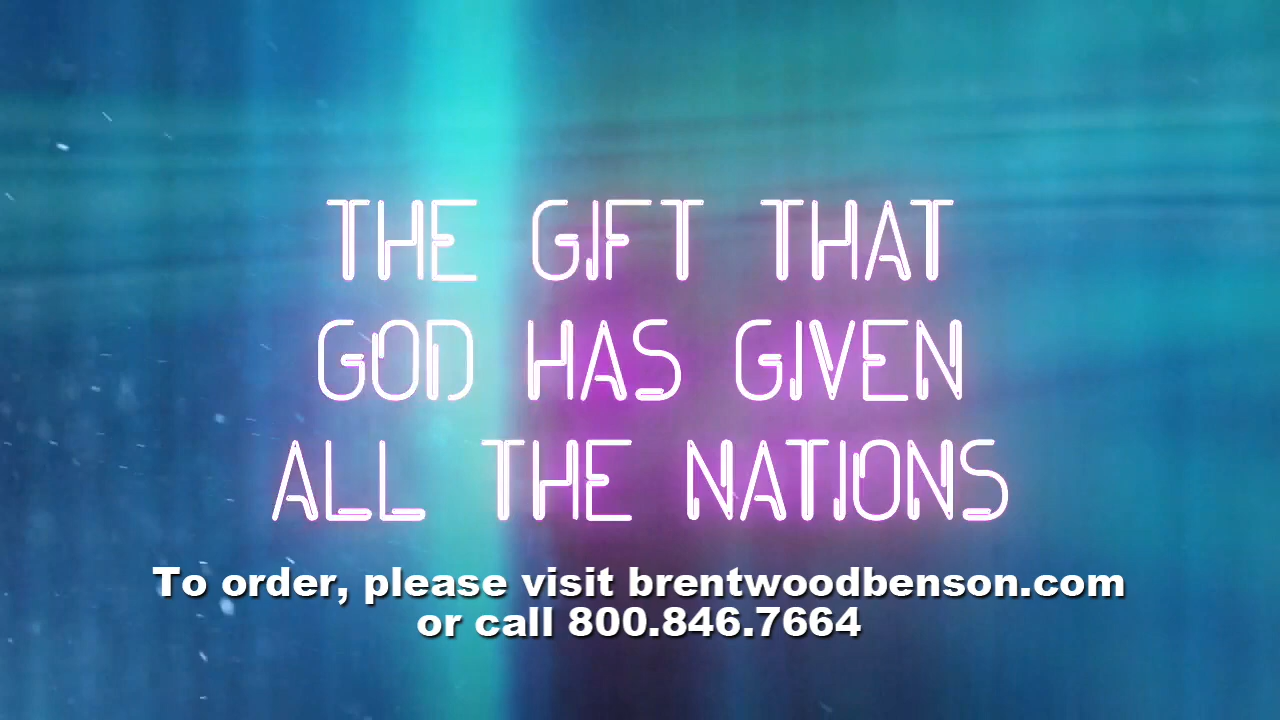 THE GIFT THAT
GOD HAS GIVEN
ALL THE NATIONS
To order, please visit brentwoodbenson.com
or call 800.846.7664